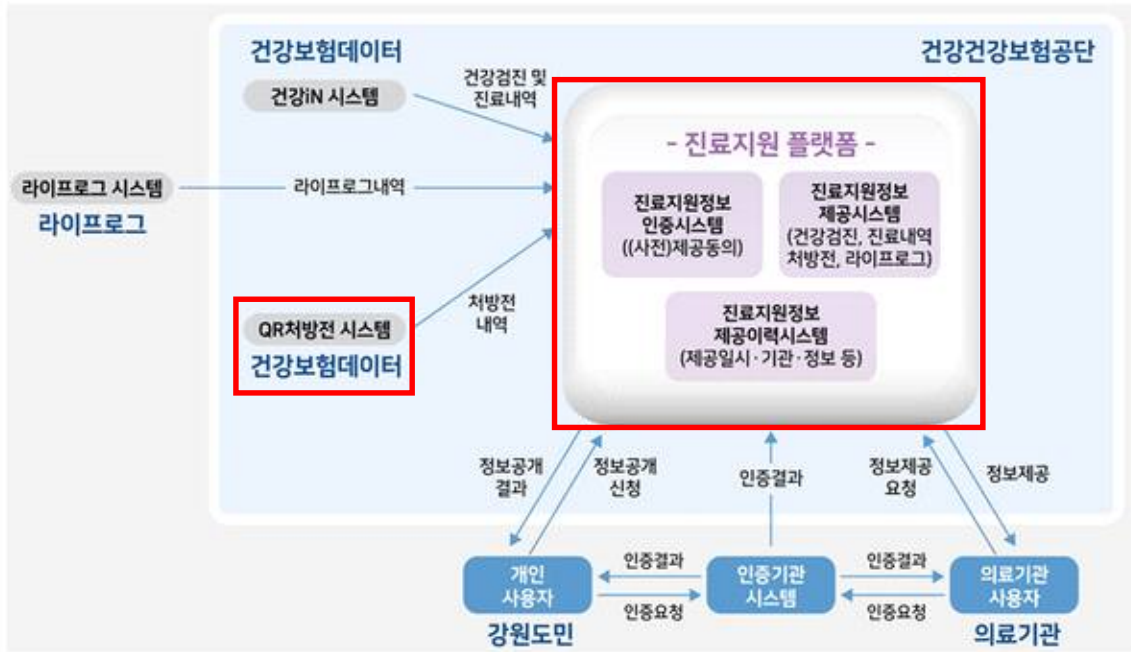 건강보험데이터
건강건강보험공단
건강iN 시스템
건강검진 및
진료내역
- 진료지원 플랫폼 -
라이프로그 시스템
라이프로그
라이프로그내역
진료지원정보
인증시스템
((사전)제공동의)
진료지원정보
제공시스템
(건강검진, 진료내역
처방전, 라이프로그)
QR처방전 시스템
건강보험데이터
처방전
내역
진료지원정보
제공이력시스템
(제공일시·기관·정보 등)
정보공개
결과
정보공개
신청
인증결과
정보제공
요청
정보제공
개인
사용자
강원도민
인증결과
인증요청
인증기관
시스템
인증결과
인증요청
의료기관
사용자
의료기관